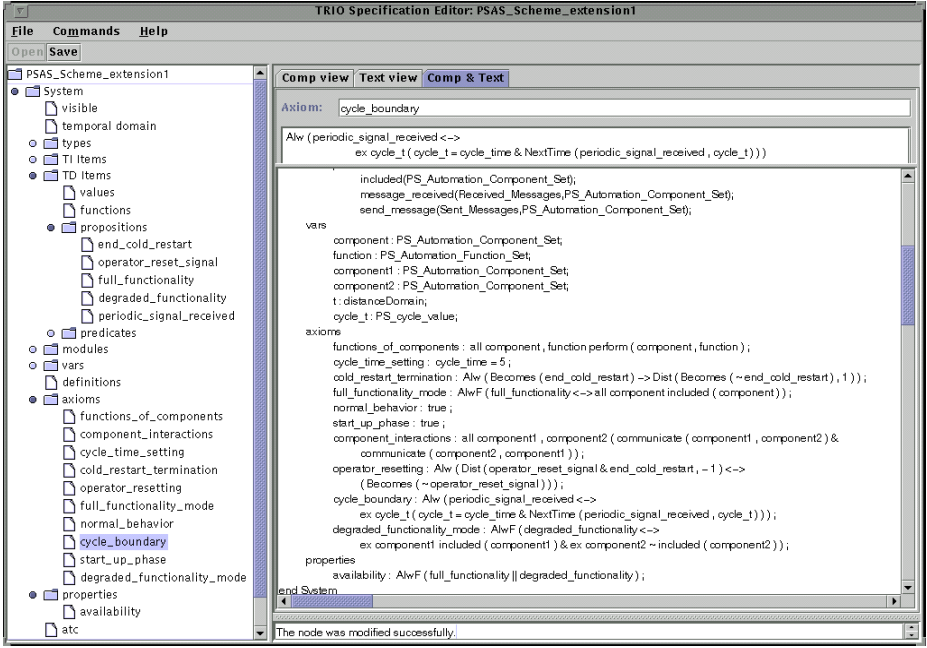 TRIO Specification Editor: PSAS_Scheme_extension1
File Commands Help
Open Save
PSAS_Scheme_extension1
System
visible
temporal domain
types
TI Items
TD Items
values
functions
propositions
end_cold_restart
operator_reset_signal
full_functionality
degraded_functionality
periodic_signal_received
predicates
modules
vars
definitions
axioms
functions_of_components
component_interactions
cycle_time_setting
cold_restart_termination
operator_resetting
full_functionality_mode
normal_behavior
cycle_boundary
start_up_phase
degraded_functionality_mode
properties
availability
atc
Comp view Text view Comp & Text
Axiom: cycle_boundary
Alw ( periodic_signal_received <->
ex cycle_t ( cycle_t = cycle_time & NextTime ( periodic_signal_received , cycle_t ) ) )
included(PS_Automation_Component_Set);
message_received(Received_Messages,PS_Automation_Component_Set);
send_message(Sent_Messages,PS_Automation_Component_Set);
vars
component : PS_Automation_Component_Set;
function : PS_Automation_Function_Set;
component1 : PS_Automation_Component_Set;
component2 : PS_Automation_Component_Set;
t : distanceDomain;
cycle_t : PS_cycle_value;
axioms
functions_of_components : all component , function perform ( component , function ) ;
cycle_time_setting : cycle_time = 5 ;
cold_restart_termination : Alw ( Becomes ( end_cold_restart ) -> Dist ( Becomes ( ~ end_cold_restart ) , 1 ) ) ;
full_functionality_mode : AlwF ( full_functionality <-> all component included ( component ) ) ;
normal_behavior : true ;
start_up_phase : true ;
component_interactions : all component1 , component2 ( communicate ( component1 , component2 ) &
communicate ( component2 , component1 ) ) ;
operator_resetting : Alw ( Dist ( operator_reset_signal & end_cold_restart , - 1 ) <->
( Becomes ( ~ operator_reset_signal ) ) ) ;
cycle_boundary : Alw ( periodic_signal_received <->
ex cycle_t ( cycle_t = cycle_time & NextTime ( periodic_signal_received , cycle_t ) ) ) ;
degraded_functionality_mode : AlwF ( degraded_functionality <->
ex component1 included ( component1 ) & ex component2 ~ included ( component2 ) ) ;
properties
availability : AlwF ( full_functionality || degraded_functionality ) ;
end System
The node was modified successfully.